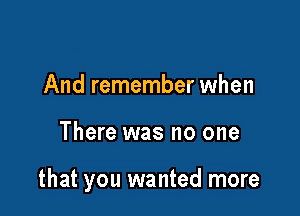 And remember when
There was no one
that you wanted more